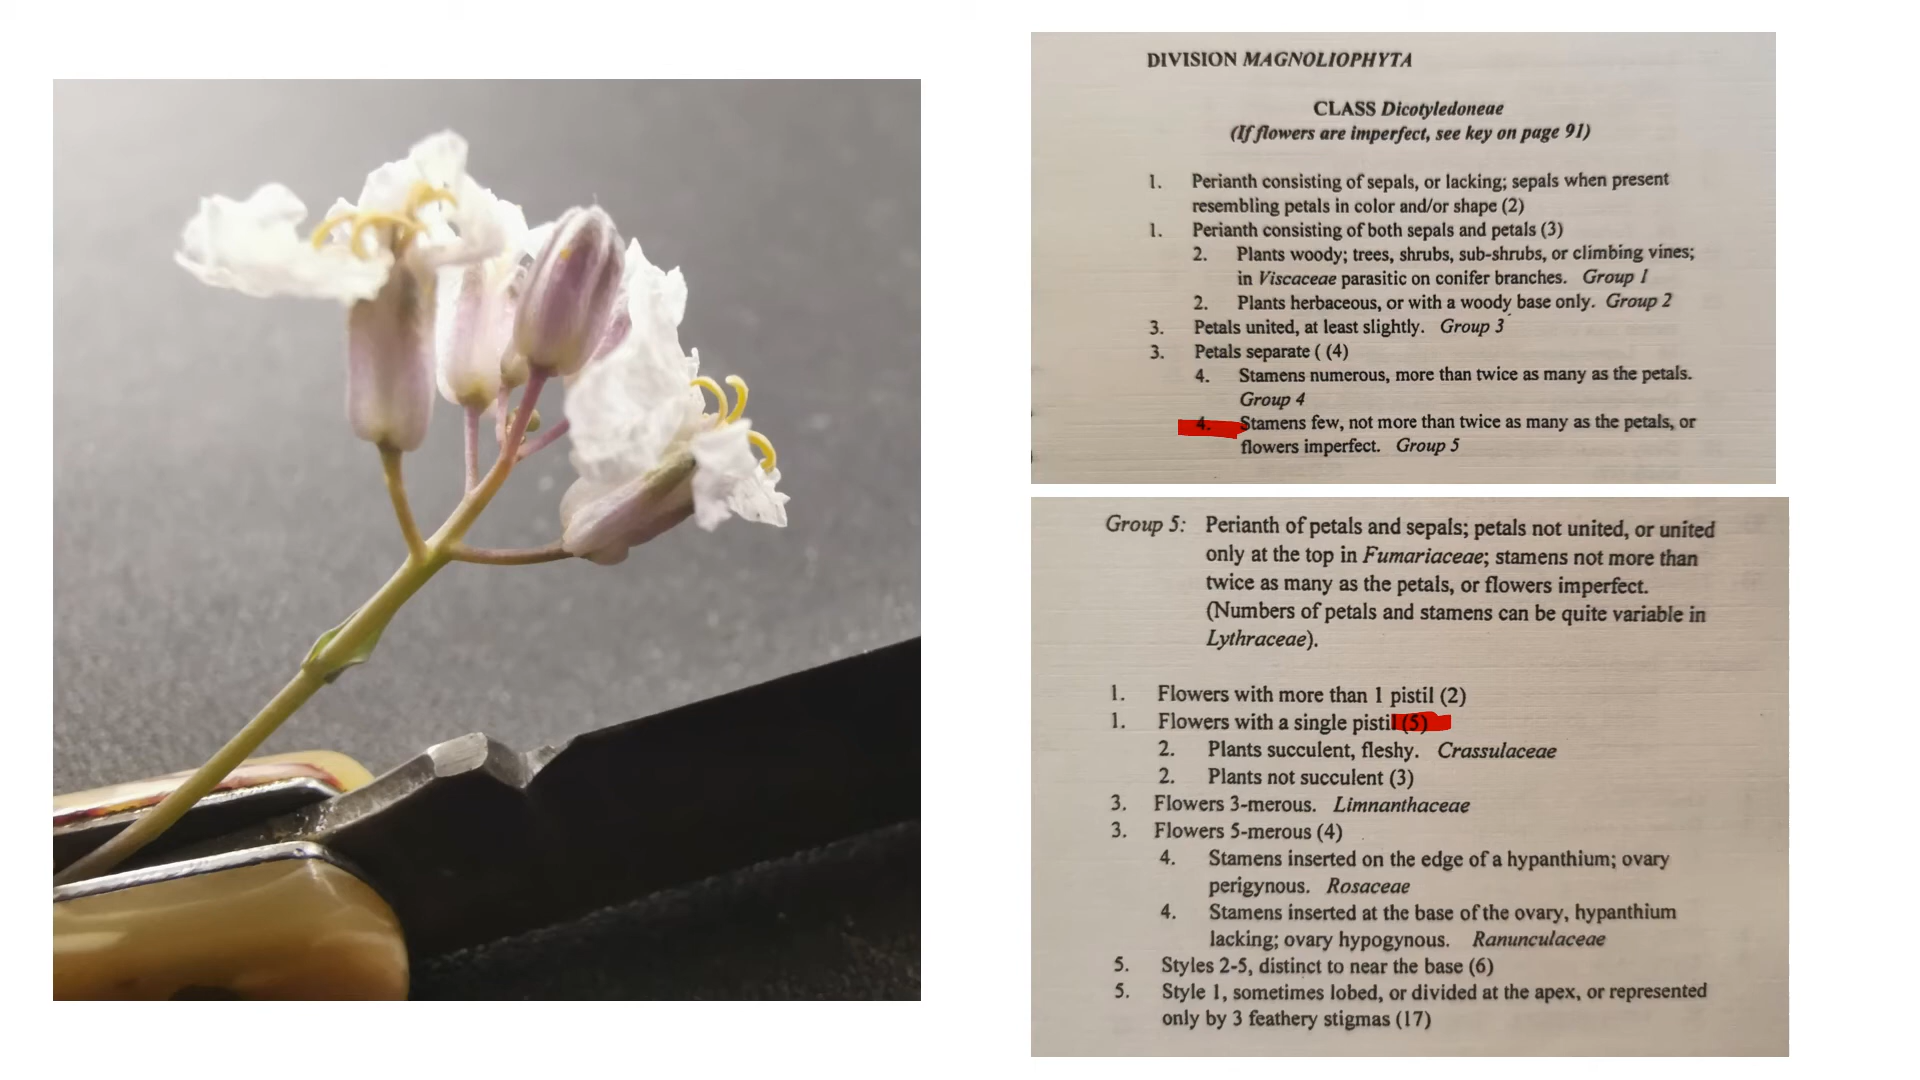 DIVISION MAGNOLIOPHYTA
CLASS Dicotyledoneae
(If flowers are imperfect, see key on page 91)
1. Perianth consisting of sepals, or lacking; sepals when present
resembling petals in color and/or shape (2)
1. Perianth consisting of both sepals and petals (3)
2. Plants woody; trees, shrubs, sub-shrubs, or climbing vines;
in Viscaceae parasitic on conifer branches. Group 1
2. Plants herbaceous, or with a woody base only. Group 2
3. Petals united, at least slightly. Group 3
3. Petals separate ( (4)
4. Stamens numerous, more than twice as many as the petals.
Group 4
4. Stamens few, not more than twice as many as the petals, or
flowers imperfect. Group 5
Group 5: Perianth of petals and sepals; petals not united, or united
only at the top in Fumariaceae; stamens not more than
twice as many as the petals, or flowers imperfect.
(Numbers of petals and stamens can be quite variable in
Lythraceae).
1. Flowers with more than 1 pistil (2)
1. Flowers with a single pistil (5)
2. Plants succulent, fleshy. Crassulaceae
2. Plants not succulent (3)
3. Flowers 3-merous. Limnanthaceae
3. Flowers 5-merous (4)
4. Stamens inserted on the edge of a hypanthium; ovary
perigynous. Rosaceae
4. Stamens inserted at the base of the ovary, hypanthium
lacking; ovary hypogynous. Ranunculaceae
5. Styles 2-5, distinct to near the base (6)
5. Style 1, sometimes lobed, or divided at the apex, or represented
only by 3 feathery stigmas (17)